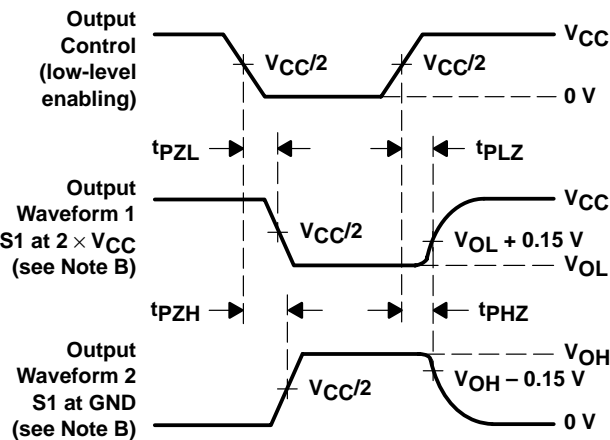 Output
Control
(low-level
enabling)
VCC
VCC/2
VCC/2
0 V
tPZL
tPLZ
Output
Waveform 1
S1 at 2 × VCC
(see Note B)
VCC
VCC/2
VOL + 0.15 V
VOL
tPZH
tPHZ
Output
Waveform 2
S1 at GND
(see Note B)
VOH
VCC/2
VOH – 0.15 V
0 V